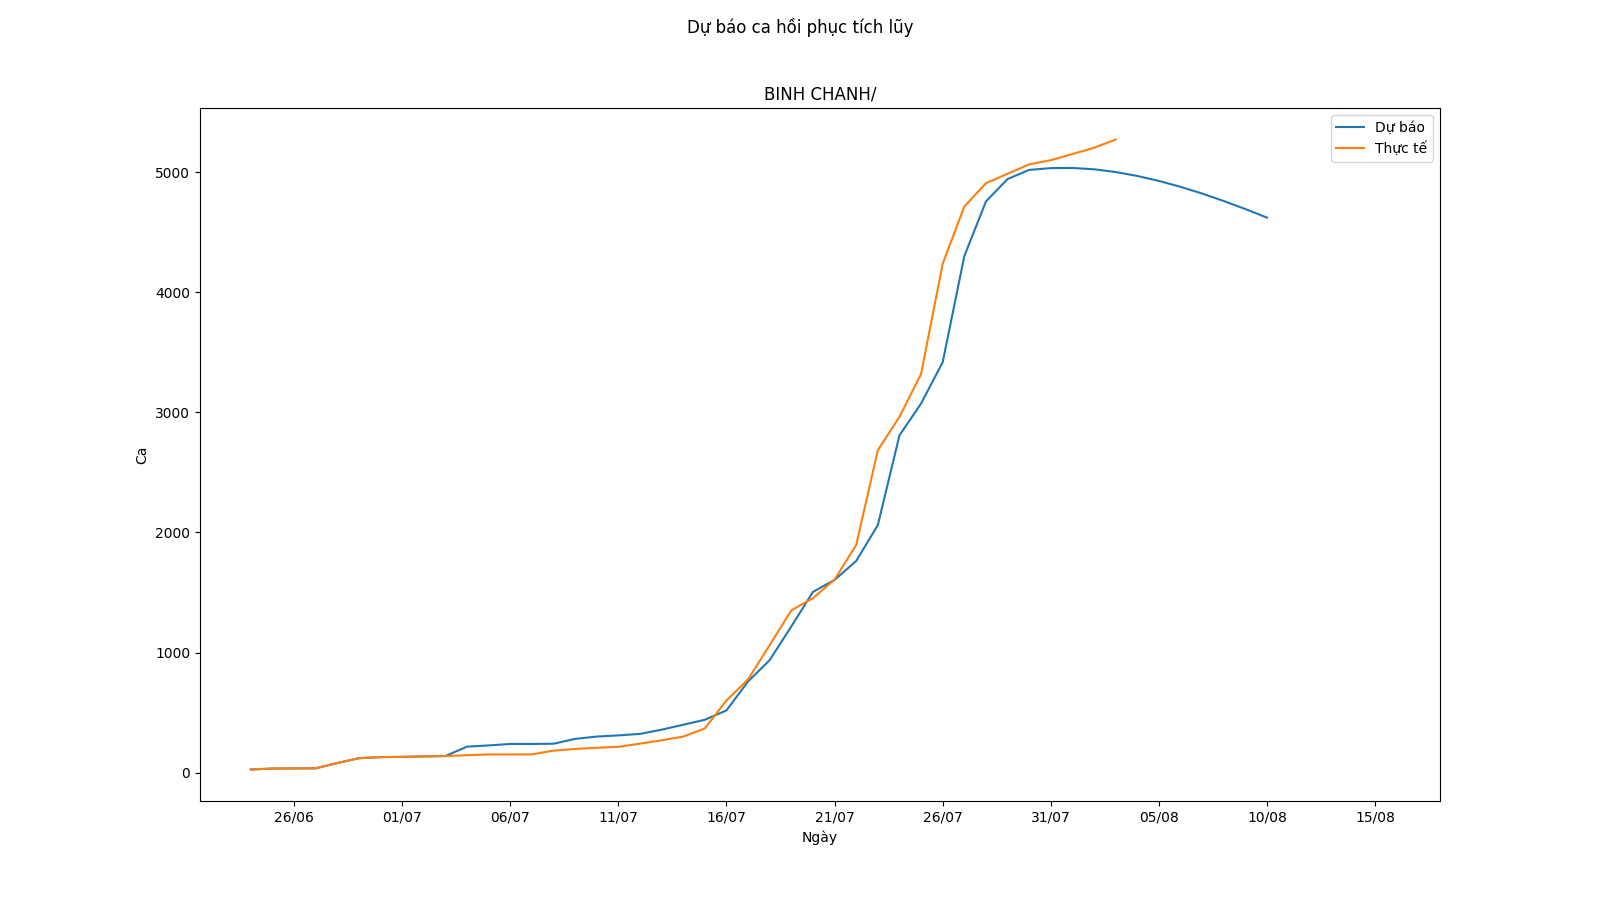 Dự báo ca hồi phục tích lũy
BINH CHANH/
Dự báo
Thực tế
5000
4000
3000
2000
1000
0
Ca
26/06
01/07
06/07
11/07
16/07
21/07
26/07
31/07
05/08
10/08
15/08
Ngày